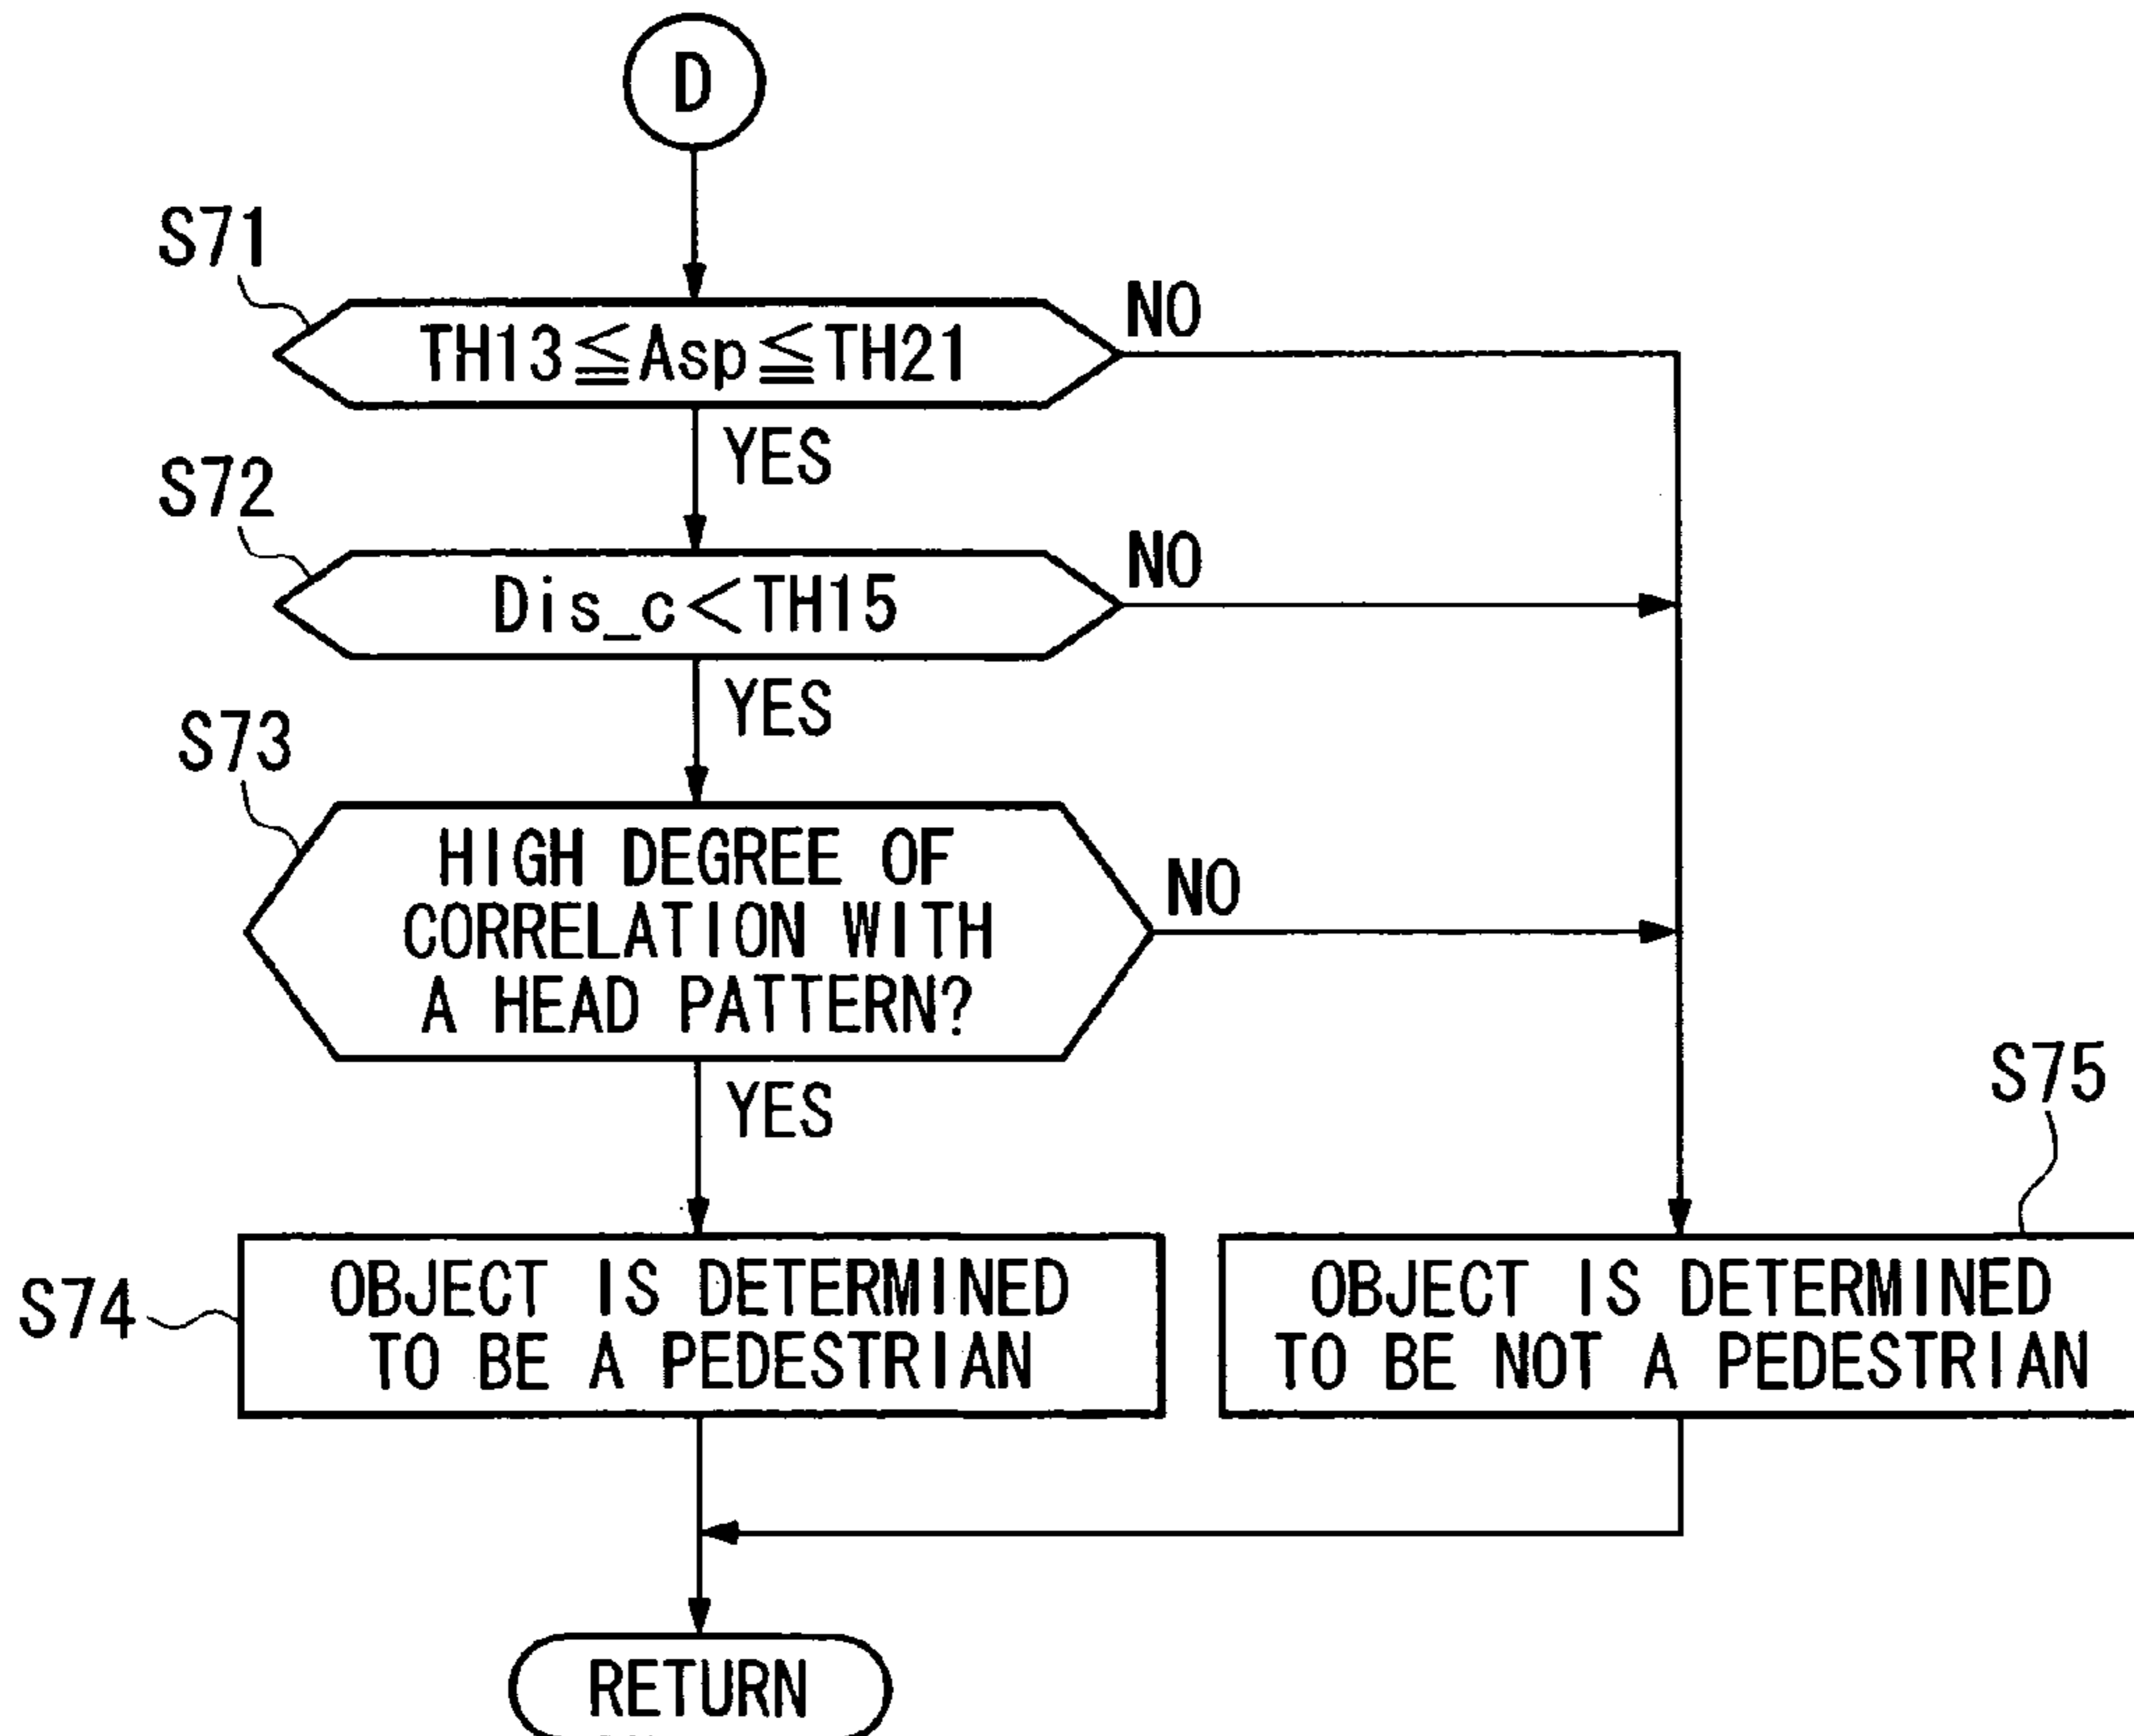 D
S71
TH13≦Asp≦TH21
NO
YES
S72
Dis_c<TH15
NO
YES
S73
HIGH DEGREE OF
CORRELATION WITH
A HEAD PATTERN?
NO
YES
S75
S74
OBJECT IS DETERMINED
TO BE A PEDESTRIAN
OBJECT IS DETERMINED
TO BE NOT A PEDESTRIAN
RETURN